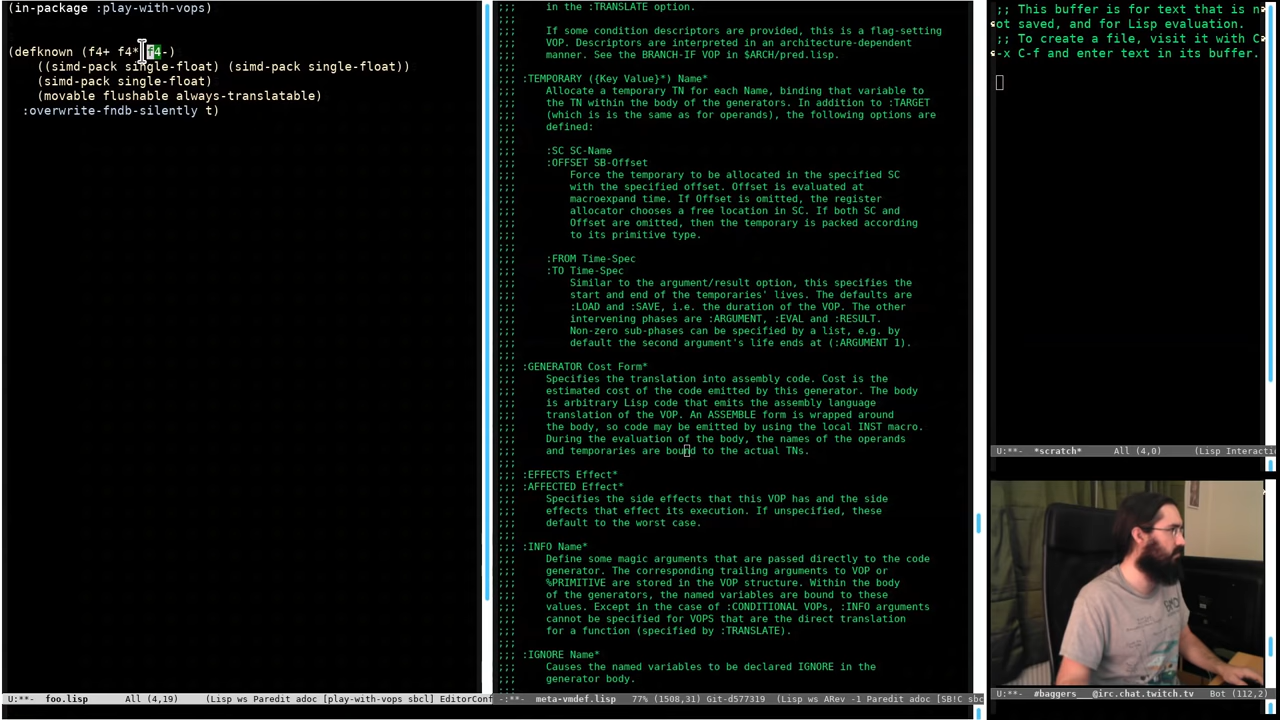 (in-package :play-with-vops)
(defknown (f4+ f4* f4-)
((simd-pack single-float) (simd-pack single-float))
(simd-pack single-float)
(movable flushable always-translatable)
:overwrite-fndb-silently t)
U:**- foo.lisp All (4,19) (Lisp ws Paredit adoc [play-with-vops sbcl] EditorConf
;;; in the :TRANSLATE option.
;;;
;;; If some condition descriptors are provided, this is a flag-setting
;;; VOP. Descriptors are interpreted in an architecture-dependent
;;; manner. See the BRANCH-IF VOP in $ARCH/pred.lisp.
;;;
;;; :TEMPORARY ({Key Value}*) Name*
;;; Allocate a temporary TN for each Name, binding that variable to
;;; the TN within the body of the generators. In addition to :TARGET
;;; (which is is the same as for operands), the following options are
;;; defined:
;;;
;;; :SC SC-Name
;;; :OFFSET SB-Offset
;;; Force the temporary to be allocated in the specified SC
;;; with the specified offset. Offset is evaluated at
;;; macroexpand time. If Offset is omitted, the register
;;; allocator chooses a free location in SC. If both SC and
;;; Offset are omitted, then the temporary is packed according
;;; to its primitive type.
;;;
;;; :FROM Time-Spec
;;; :TO Time-Spec
;;; Similar to the argument/result option, this specifies the
;;; start and end of the temporaries' lives. The defaults are
;;; :LOAD and :SAVE, i.e. the duration of the VOP. The other
;;; intervening phases are :ARGUMENT, :EVAL and :RESULT.
;;; Non-zero sub-phases can be specified by a list, e.g. by
;;; default the second argument's life ends at (:ARGUMENT 1).
;;;
;;; :GENERATOR Cost Form*
;;; Specifies the translation into assembly code. Cost is the
;;; estimated cost of the code emitted by this generator. The body
;;; is arbitrary Lisp code that emits the assembly language
;;; translation of the VOP. An ASSEMBLE form is wrapped around
;;; the body, so code may be emitted by using the local INST macro.
;;; During the evaluation of the body, the names of the operands
;;; and temporaries are bound to the actual TNs.
;;;
;;; :EFFECTS Effect*
;;; :AFFECTED Effect*
;;; Specifies the side effects that this VOP has and the side
;;; effects that effect its execution. If unspecified, these
;;; default to the worst case.
;;;
;;; :INFO Name*
;;; Define some magic arguments that are passed directly to the code
;;; generator. The corresponding trailing arguments to VOP or
;;; %PRIMITIVE are stored in the VOP structure. Within the body
;;; of the generators, the named variables are bound to these
;;; values. Except in the case of :CONDITIONAL VOPs, :INFO arguments
;;; cannot be specified for VOPS that are the direct translation
;;; for a function (specified by :TRANSLATE).
;;;
;;; :IGNORE Name*
;;; Causes the named variables to be declared IGNORE in the
;;; generator body.
-:**- meta-vmdef.lisp 77% (1508,31) Git-d577319 (Lisp ws ARev -1 Paredit adoc [SB!C sb
;; This buffer is for text that is n
ot saved, and for Lisp evaluation.
;; To create a file, visit it with C
-x C-f and enter text in its buffer.
U:**- *scratch* All (4,0) (Lisp Interacti
U:**- #baggers___@irc.chat.twitch.tv Bot (112,2)